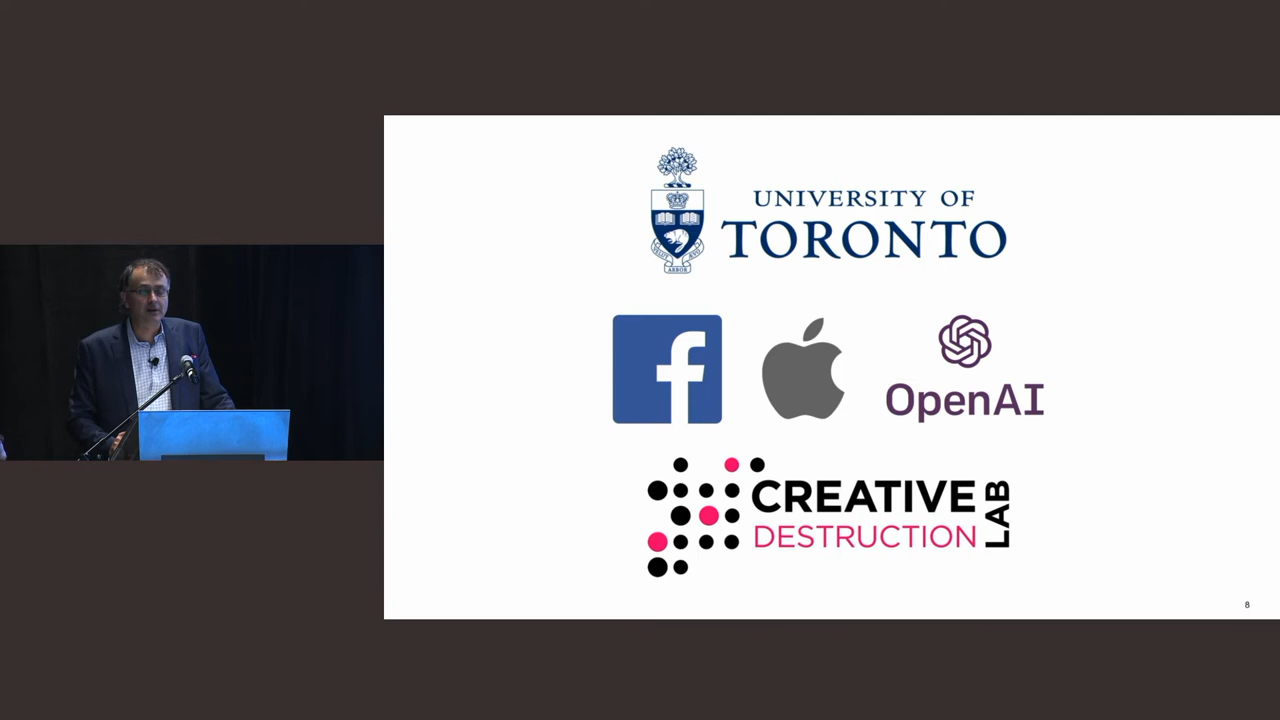 UNIVERSITY OF
TORONTO
OpenAI
CREATIVE
DESTRUCTION
LAB
8